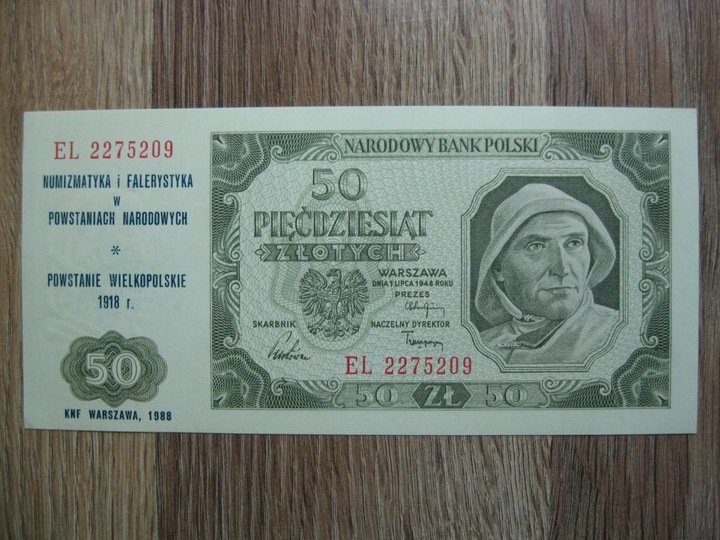 EL 2275209
NUMIZMATYKA i FALERYSTYKA
w
POWSTANIACH NARODOWYCH
*
POWSTANIE WIELKOPOLSKIE
1918 r.
50
KNF WARSZAWA, 1988
NARODOWY BANK POLSKI
50
PIĘĆDZIESIĄT
ZŁOTYCH
WARSZAWA
DNIA 1 LIPCA 1948 ROKU
PREZES
SKARBNIK
NACZELNY DYREKTOR
EL 2275209
50 ZŁ 50